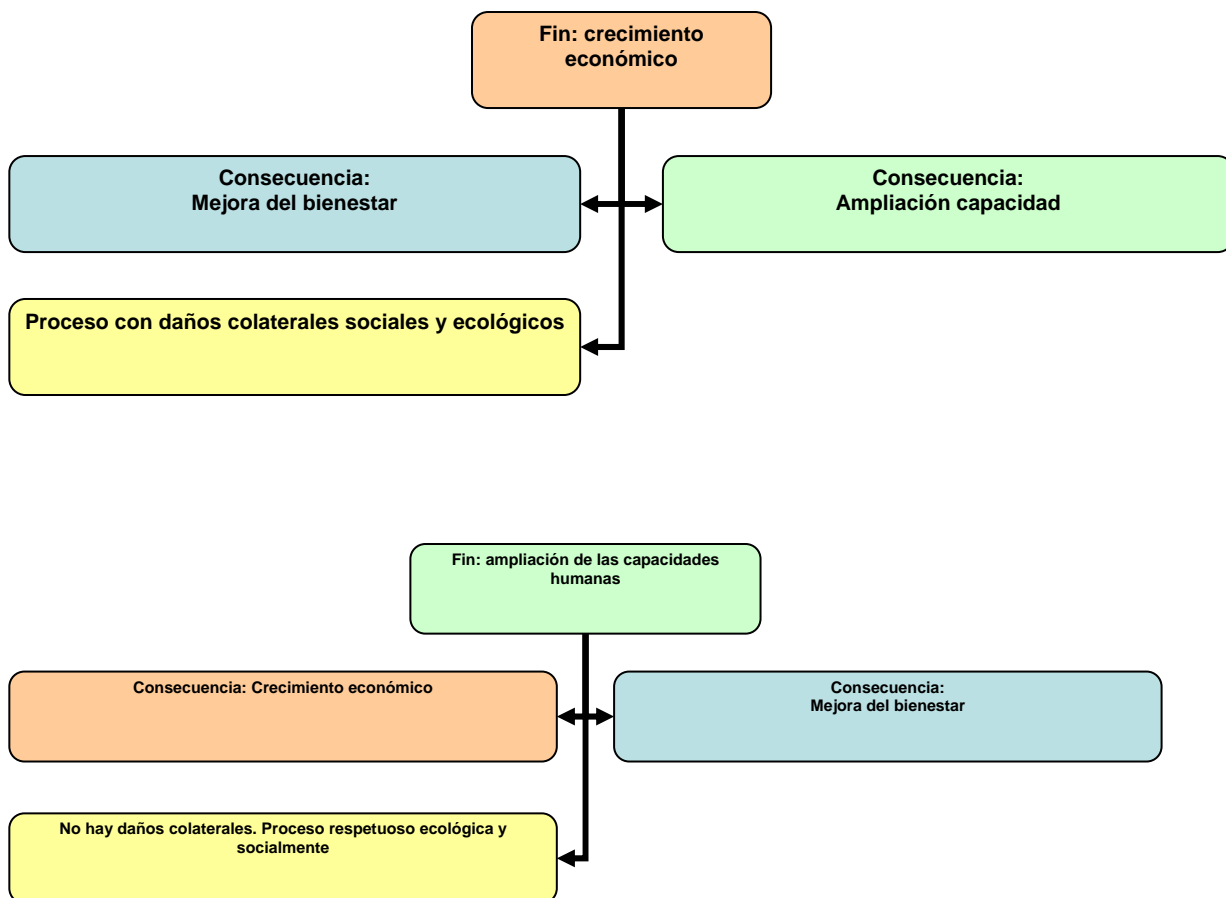 Fin: crecimiento
económico
Consecuencia:
Mejora del bienestar
Consecuencia:
Ampliación capacidad
Proceso con daños colaterales sociales y ecológicos
Fin: ampliación de las capacidades
humanas
Consecuencia: Crecimiento económico
Consecuencia:
Mejora del bienestar
No hay daños colaterales. Proceso respetuoso ecológica y
socialmente